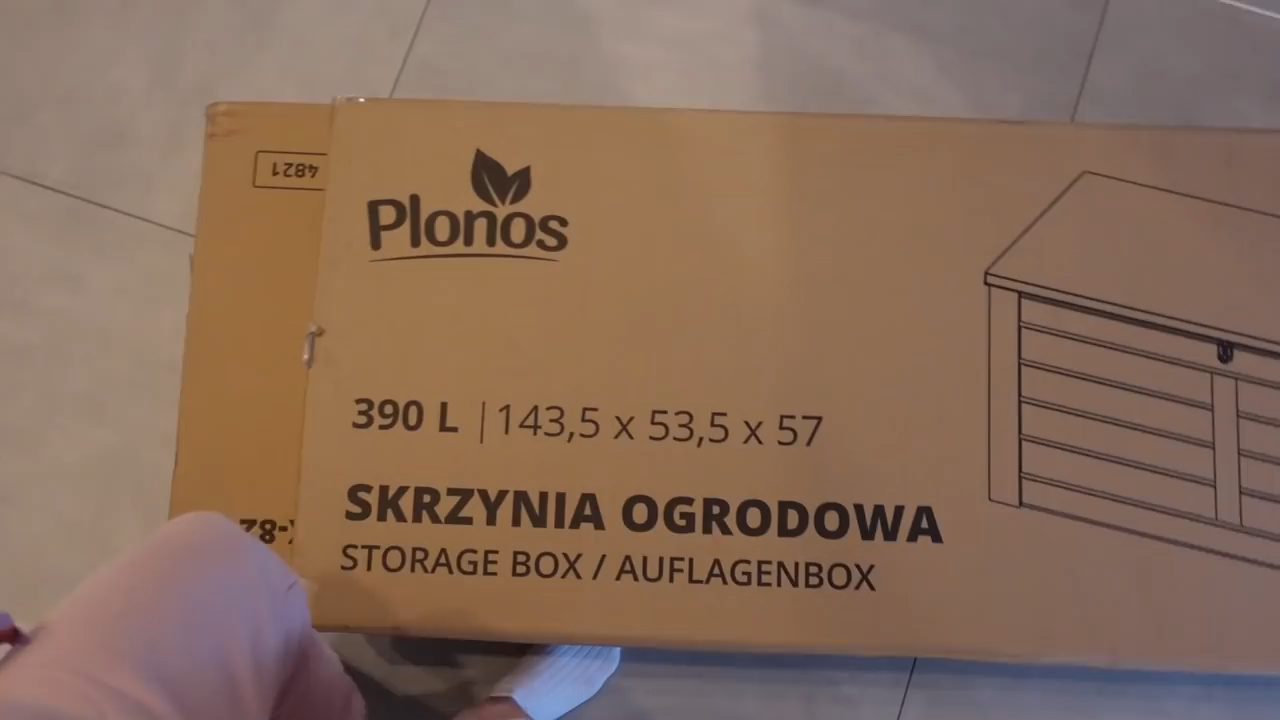 4821
Plonos
390 L | 143,5 x 53,5 x 57
SKRZYNIA OGRODOWA
STORAGE BOX / AUFLAGENBOX